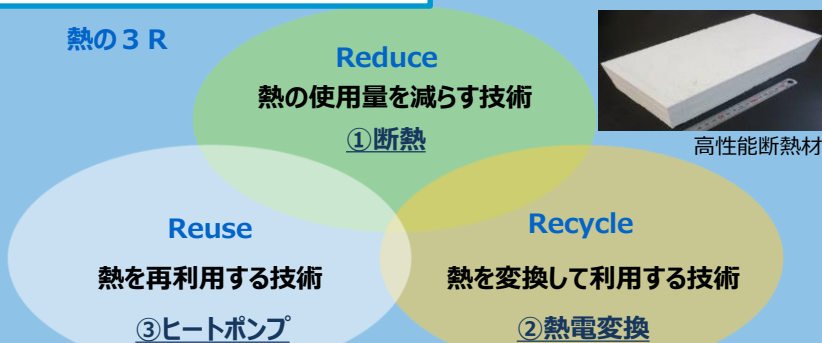 熱の３R
Reduce
熱の使用量を減らす技術
①断熱
高性能断熱材
Reuse
熱を再利用する技術
③ヒートポンプ
Recycle
熱を変換して利用する技術
②熱電変換